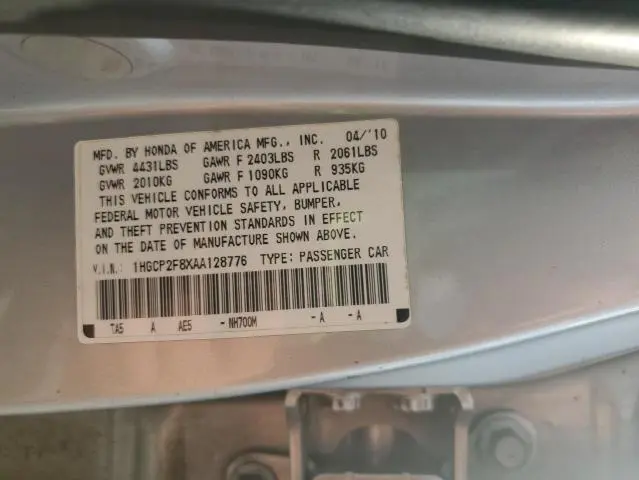 MFD. BY HONDA OF AMERICA MFG., INC. 04/'10
GVWR 4431LBS GAWR F 2403LBS R 2061LBS
GVWR 2010KG GAWR F 1090KG R 935KG
THIS VEHICLE CONFORMS TO ALL APPLICABLE
FEDERAL MOTOR VEHICLE SAFETY, BUMPER,
AND THEFT PREVENTION STANDARDS IN EFFECT
ON THE DATE OF MANUFACTURE SHOWN ABOVE.
V.I.N.: 1HGCP2F8XAA128776 TYPE: PASSENGER CAR
TA5 A AE5 - NH700M - A - A